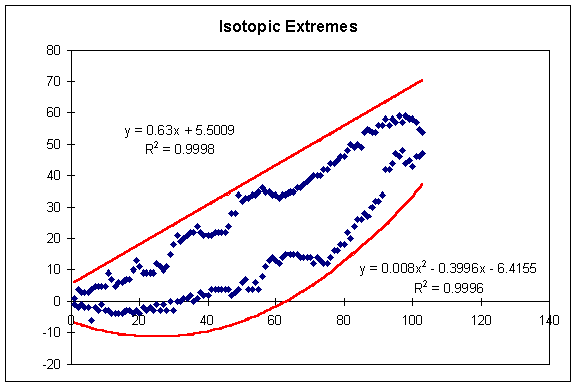 Isotopic Extremes
80
70
60
50
40
30
20
10
0
-10
-20
y = 0.63x + 5.5009
R² = 0.9998
y = 0.008x² - 0.3996x - 6.4155
R² = 0.9996
0 20 40 60 80 100 120 140